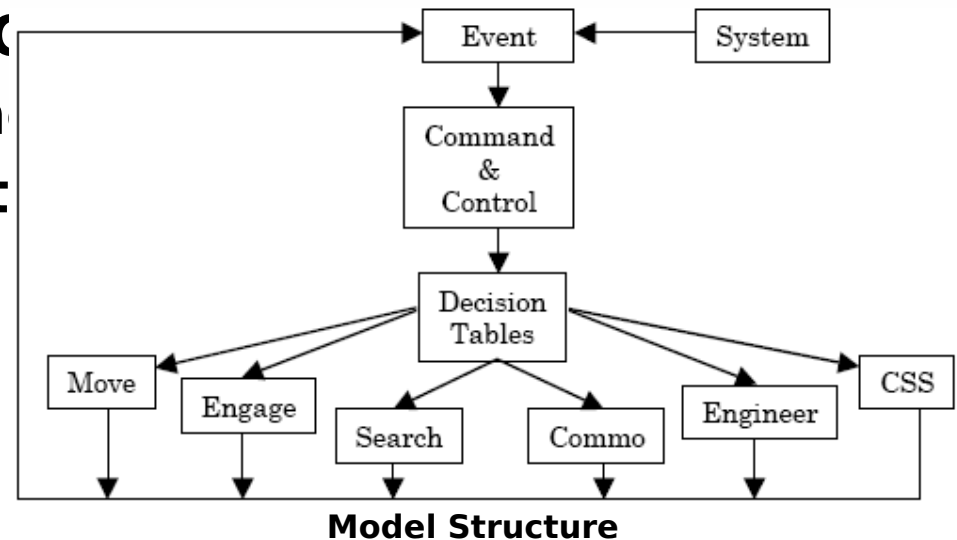 Event
System
Command
&
Control
Decision
Tables
Move
Engage
Search
Commo
Engineer
CSS
Model Structure